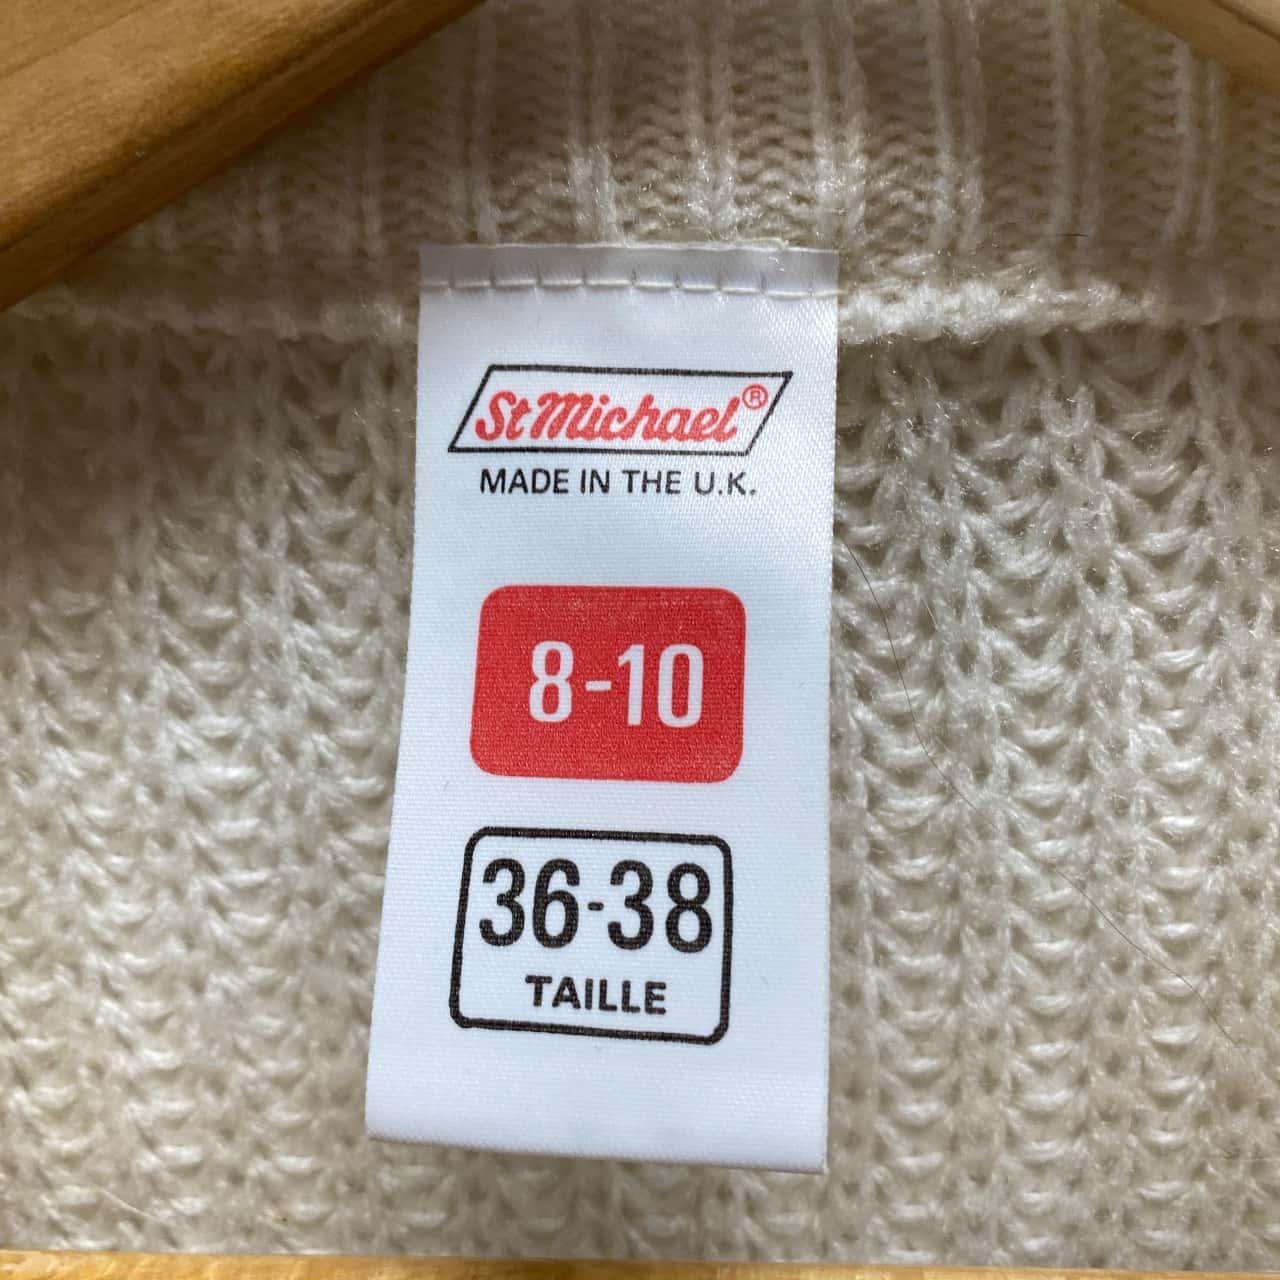 St Michael®
MADE IN THE U.K.
8-10
36-38
TAILLE